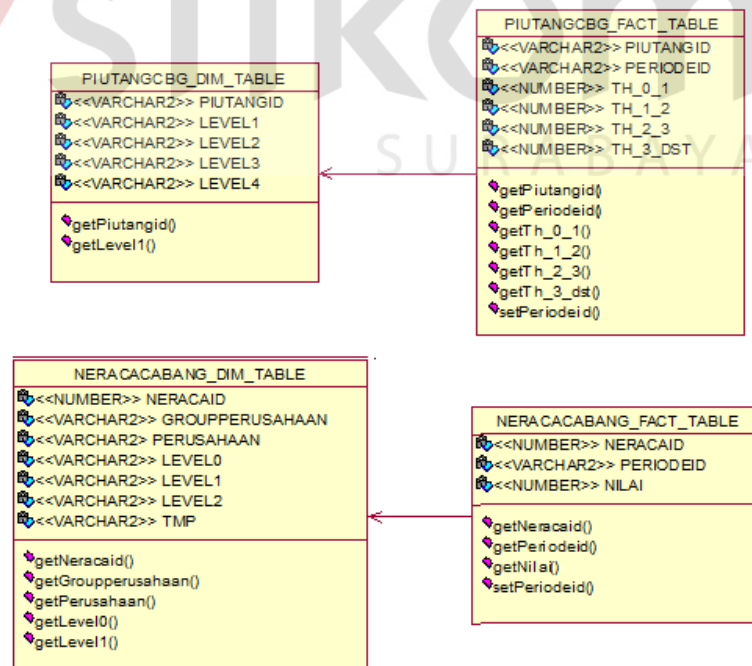 stikom
SURABAYA
PIUTANGCBG_DIM_TABLE
<<VARCHAR2>> PIUTANGID
<<VARCHAR2>> LEVEL1
<<VARCHAR2>> LEVEL2
<<VARCHAR2>> LEVEL3
<<VARCHAR2>> LEVEL4
getPiutangid()
getLevel1()
PIUTANGCBG_FACT_TABLE
<<VARCHAR2>> PIUTANGID
<<VARCHAR2>> PERIODEID
<<NUMBER>> TH_0_1
<<NUMBER>> TH_1_2
<<NUMBER>> TH_2_3
<<NUMBER>> TH_3_DST
getPiutangid()
getPeriodeid()
getTh_0_1()
getTh_1_2()
getTh_2_3()
getTh_3_dst()
setPeriodeid()
NERACACABANG_DIM_TABLE
<<NUMBER>> NERACAID
<<VARCHAR2>> GROUPPERUSAHAAN
<<VARCHAR2> PERUSAHAAN
<<VARCHAR2>> LEVEL0
<<VARCHAR2>> LEVEL1
<<VARCHAR2>> LEVEL2
<<VARCHAR2>> TMP
getNeracaid()
getGroupperusahaan()
getPerusahaan()
getLevel0()
getLevel1()
NERACACABANG_FACT_TABLE
<<NUMBER>> NERACAID
<<VARCHAR2>> PERIODEID
<<NUMBER>> NILAI
getNeracaid()
getPeriodeid()
getNilai()
setPeriodeid()